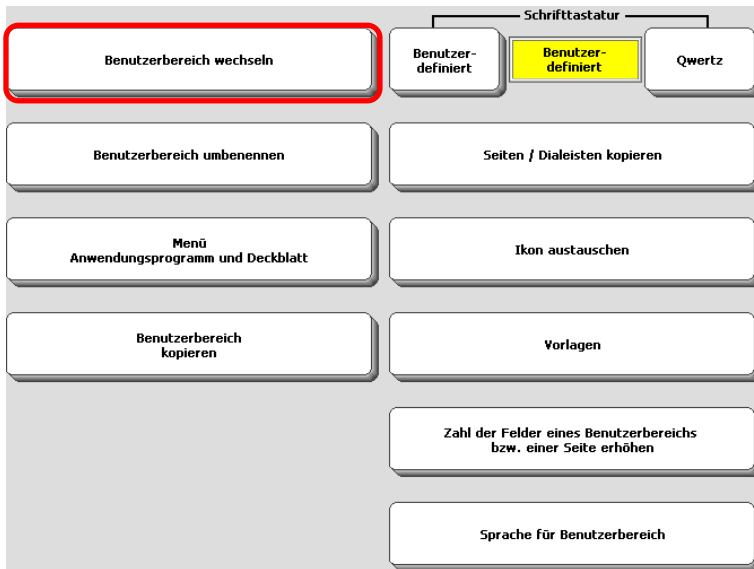 Schrifttastatur
Benutzerbereich wechseln
Benutzer-
definiert
Benutzer-
definiert
Qwertz
Benutzerbereich umbenennen
Seiten / Dialeisten kopieren
Menü
Anwendungsprogramm und Deckblatt
Ikon austauschen
Benutzerbereich
kopieren
Vorlagen
Zahl der Felder eines Benutzerbereichs
bzw. einer Seite erhöhen
Sprache für Benutzerbereich